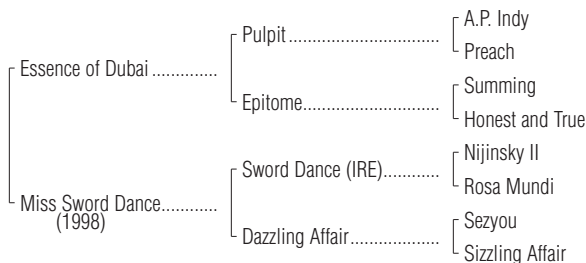 A.P. Indy
Pulpit................................
Preach
Essence of Dubai..............
Summing
Epitome.............................
Honest and True
Nijinsky II
Sword Dance (IRE)............
Rosa Mundi
Miss Sword Dance............
(1998)
Sezyou
Dazzling Affair...................
Sizzling Affair